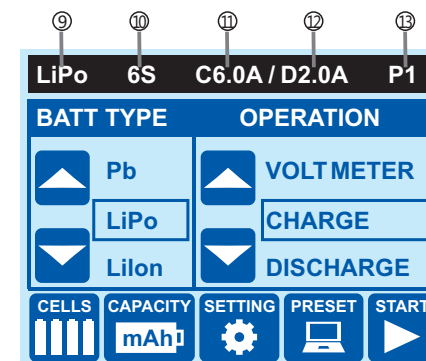 ⑨ ⑩ ⑪ ⑫ ⑬
LiPo 6S C6.0A / D2.0A P1
BATT TYPE OPERATION
Pb VOLT METER
LiPo CHARGE
LiIon DISCHARGE
CELLS CAPACITY SETTING PRESET START
mAh